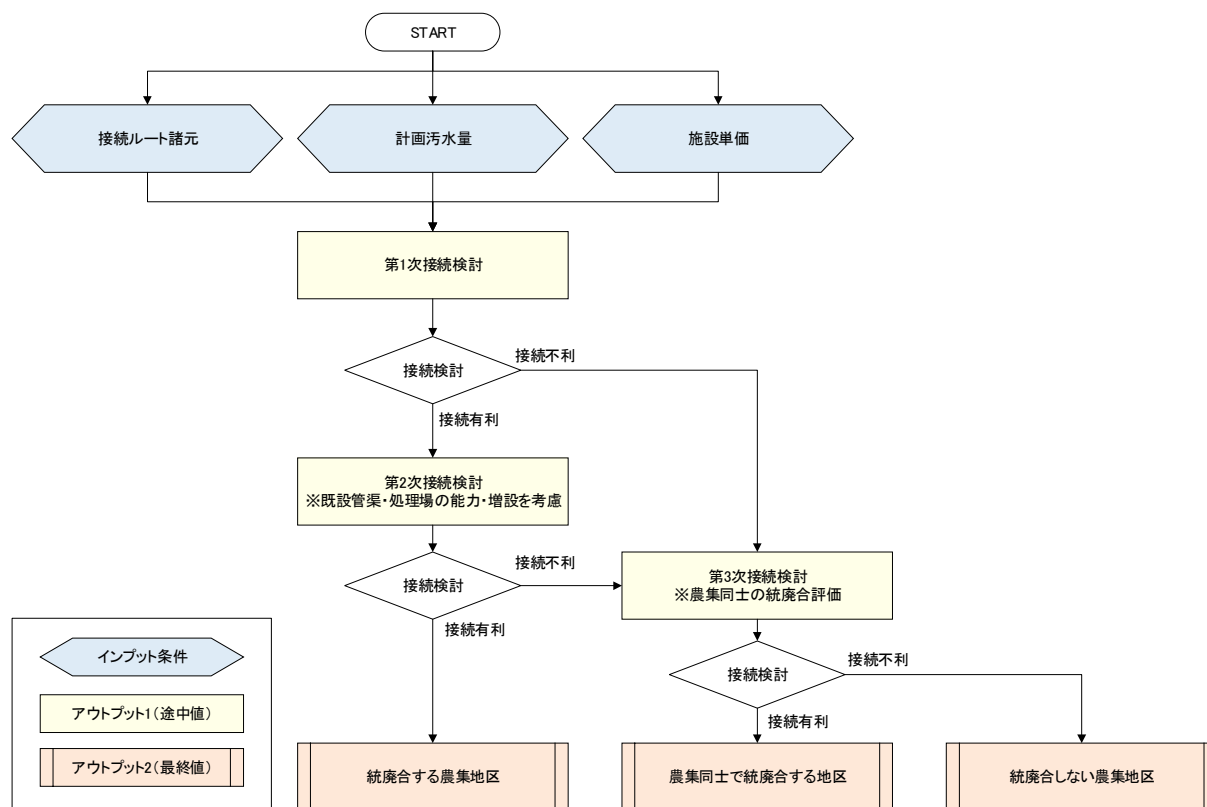 START
接続ルート諸元
計画汚水量
施設単価
第1次接続検討
接続検討
接続不利
接続有利
第2次接続検討
※既設管渠・処理場の能力・増設を考慮
接続検討
接続不利
接続有利
第3次接続検討
※農集同士の統廃合評価
接続検討
接続不利
接続有利
インプット条件
アウトプット1(途中値)
アウトプット2(最終値)
統廃合する農集地区
農集同士で統廃合する地区
統廃合しない農集地区